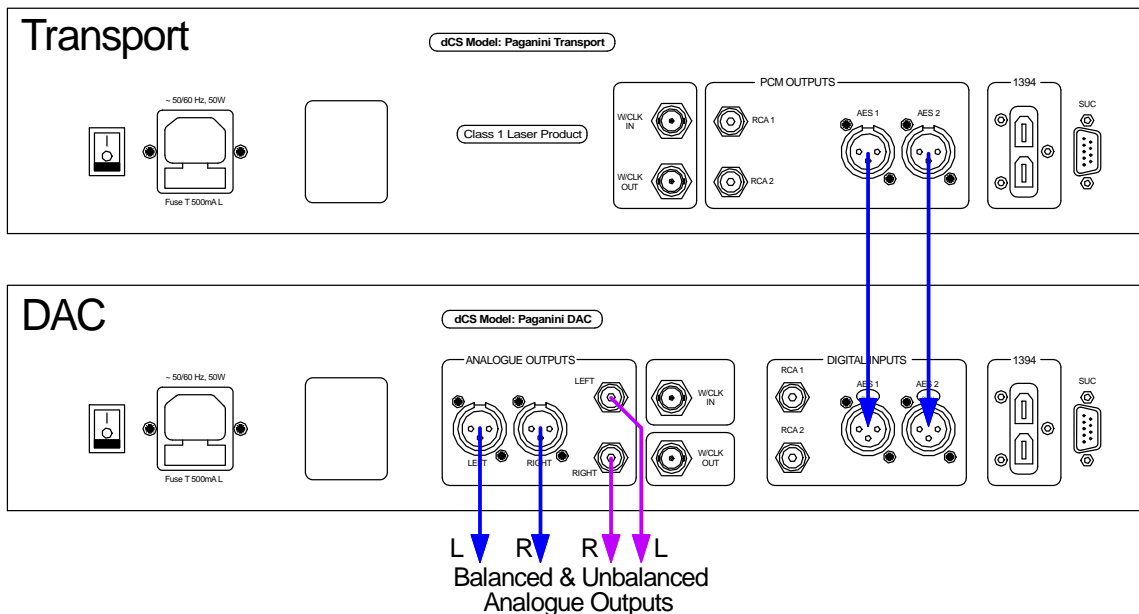 Transport
dCS Model: Paganini Transport
~ 50/60 Hz, 50W
Fuse T 500mA L
Class 1 Laser Product
W/CLK
IN
W/CLK
OUT
PCM OUTPUTS
RCA 1
RCA 2
AES 1
AES 2
1394
SUC
DAC
dCS Model: Paganini DAC
~ 50/60 Hz, 50W
Fuse T 500mA L
ANALOGUE OUTPUTS
LEFT
RIGHT
LEFT
RIGHT
W/CLK
IN
W/CLK
OUT
DIGITAL INPUTS
RCA 1
RCA 2
AES 1
AES 2
1394
SUC
L R R L
Balanced & Unbalanced
Analogue Outputs